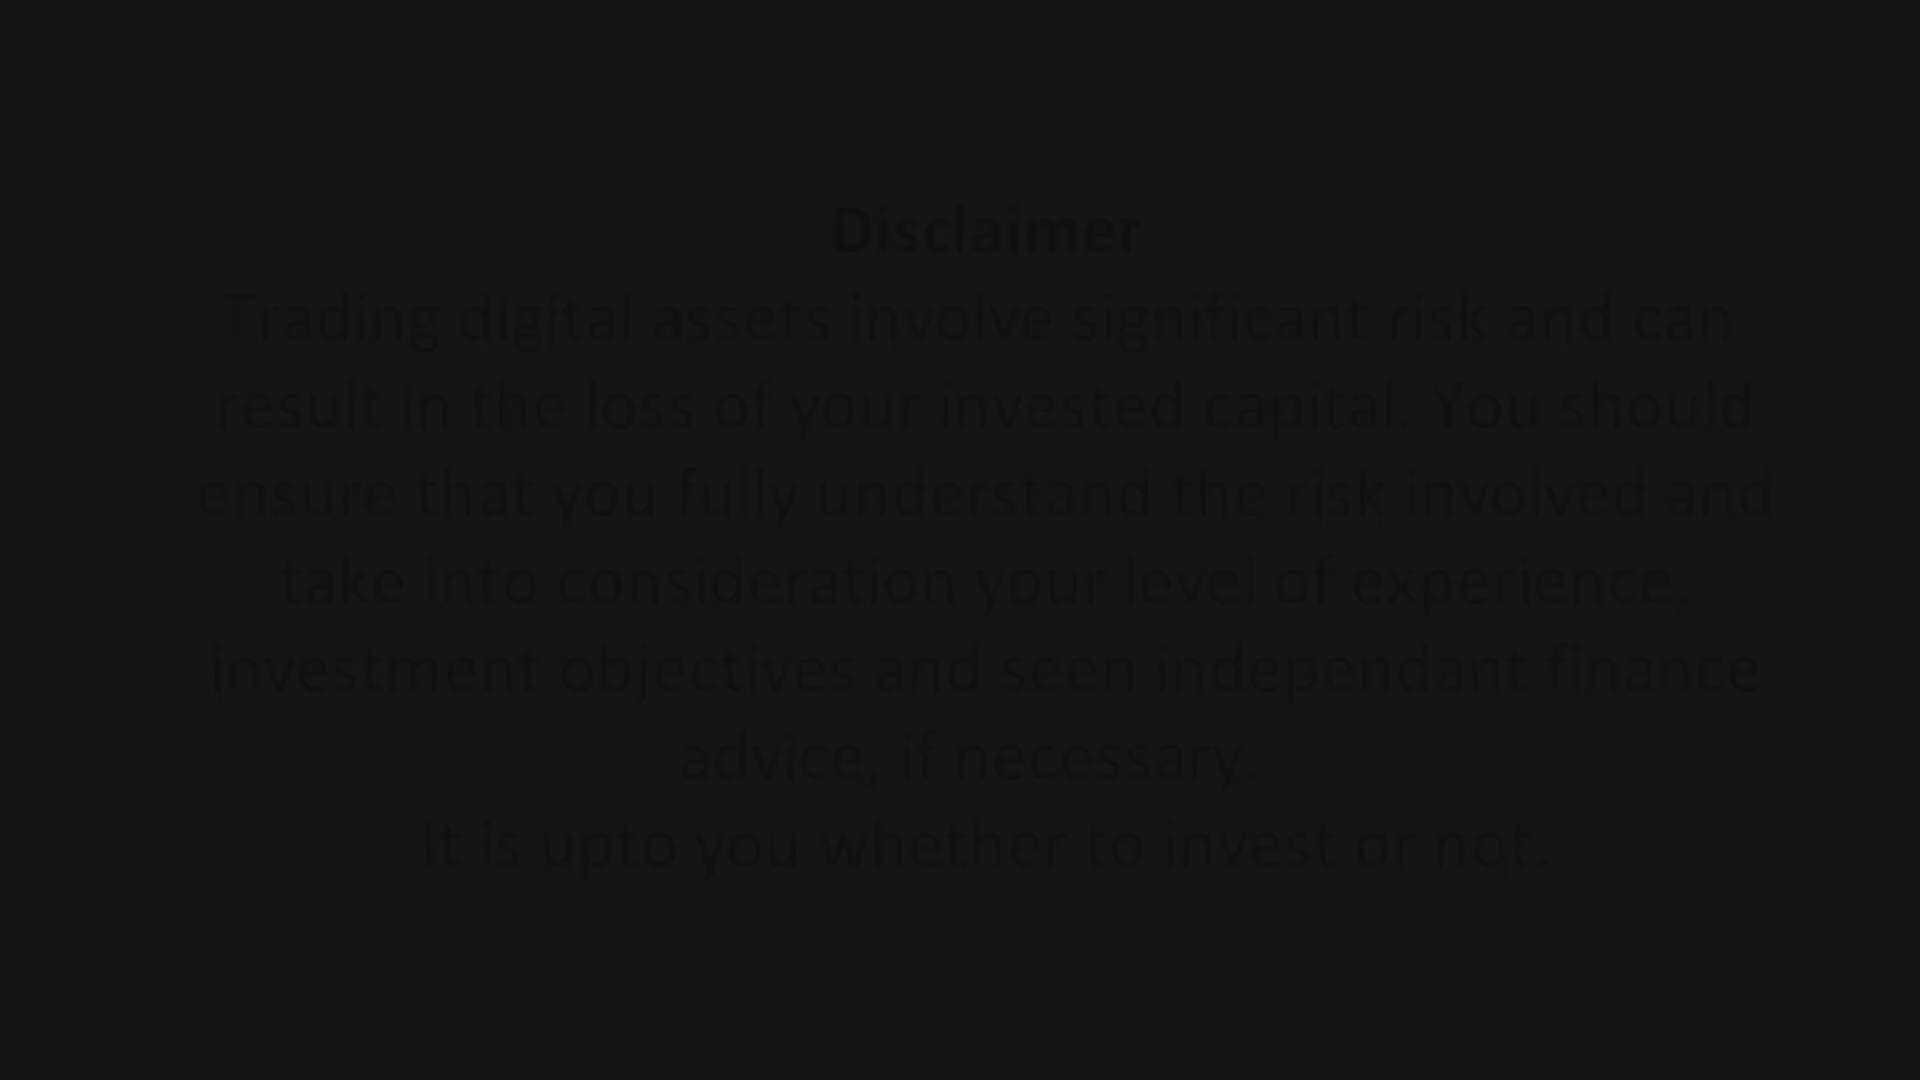 Disclaimer
Trading digital assets involve significant risk and can
result in the loss of your invested capital. You should
ensure that you fully understand the risk involved and
take into consideration your level of experience,
investment objectives and seen independant finance
advice, if necessary.
It is upto you whether to invest or not.